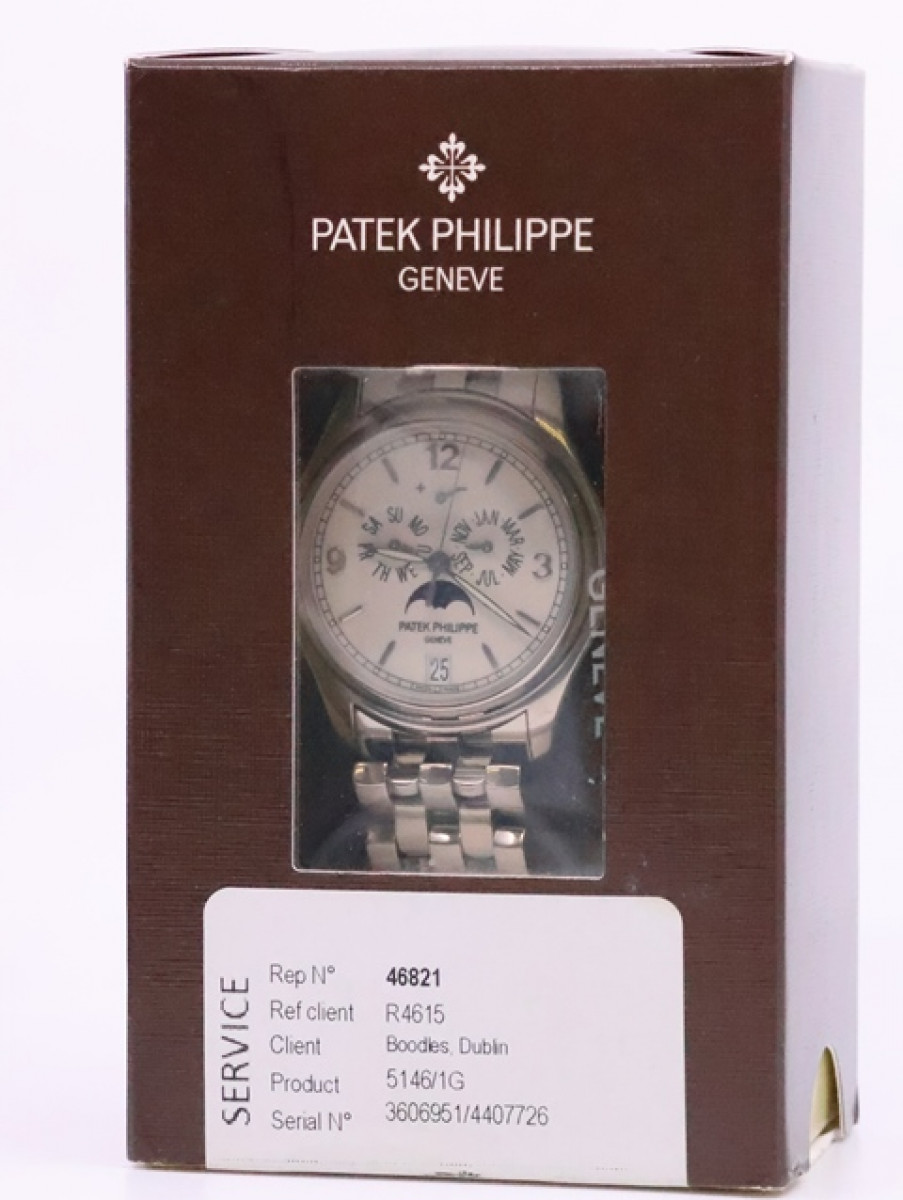 PATEK PHILIPPE
GENEVE
12
SA SU MO
NOV JAN MAR
9
3
TH WE
SEP JUL MAY
PATEK PHILIPPE
GENEVE
25
GENEVE
SERVICE
Rep N° 46821
Ref client R4615
Client Boodles, Dublin
Product 5146/1G
Serial N° 3606951/4407726